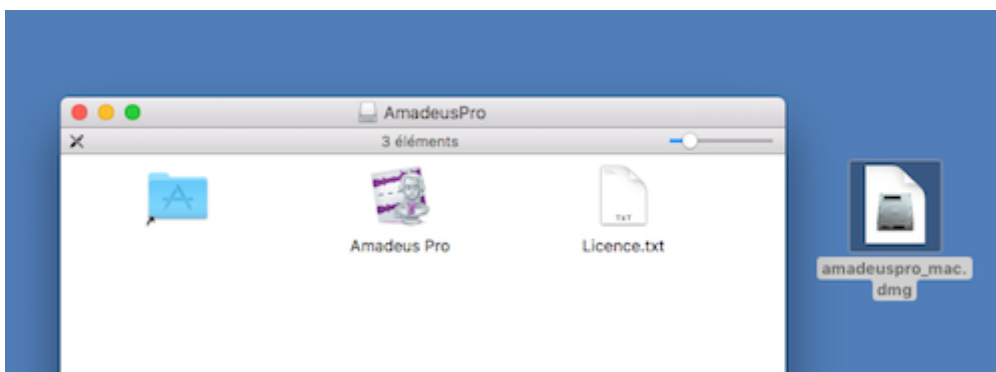 AmadeusPro
3 éléments
Amadeus Pro
TXT
Licence.txt
amadeuspro_mac.
dmg